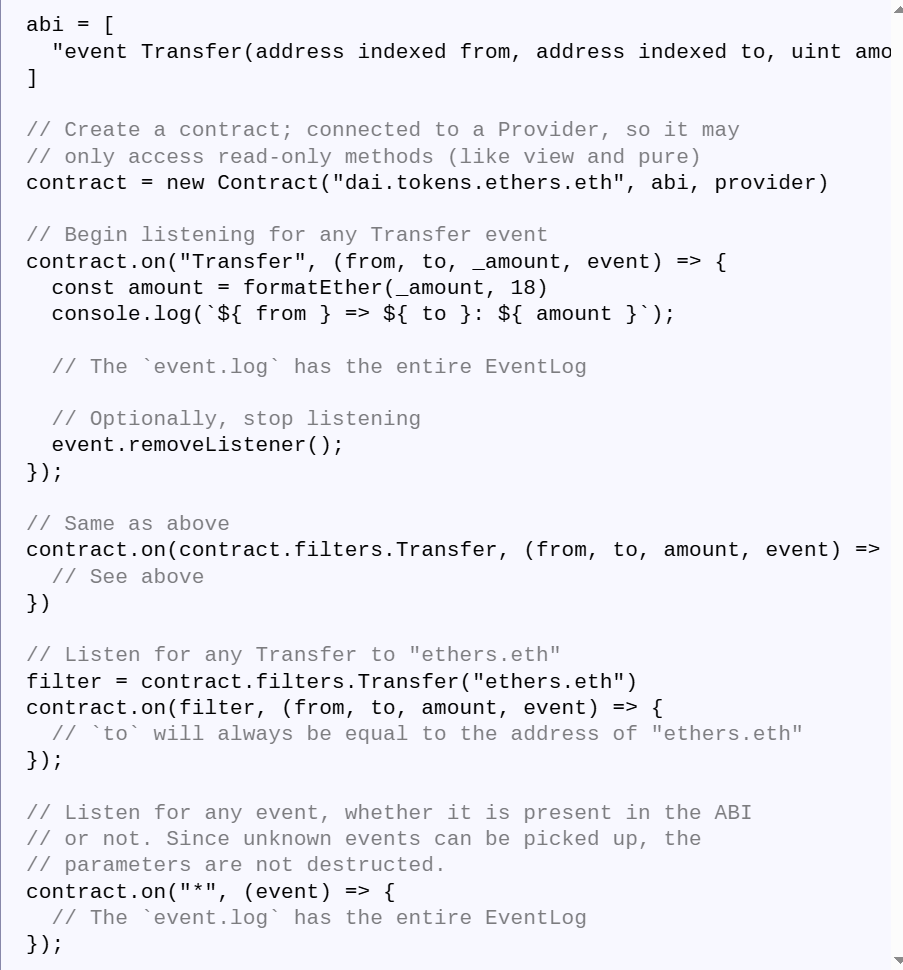 abi = [
  "event Transfer(address indexed from, address indexed to, uint amo
]

// Create a contract; connected to a Provider, so it may
// only access read-only methods (like view and pure)
contract = new Contract("dai.tokens.ethers.eth", abi, provider)

// Begin listening for any Transfer event
contract.on("Transfer", (from, to, _amount, event) => {
  const amount = formatEther(_amount, 18)
  console.log(`${ from } => ${ to }: ${ amount }`);

  // The `event.log` has the entire EventLog

  // Optionally, stop listening
  event.removeListener();
});

// Same as above
contract.on(contract.filters.Transfer, (from, to, amount, event) =>
  // See above
})

// Listen for any Transfer to "ethers.eth"
filter = contract.filters.Transfer("ethers.eth")
contract.on(filter, (from, to, amount, event) => {
  // `to` will always be equal to the address of "ethers.eth"
});

// Listen for any event, whether it is present in the ABI
// or not. Since unknown events can be picked up, the
// parameters are not destructed.
contract.on("*", (event) => {
  // The `event.log` has the entire EventLog
});